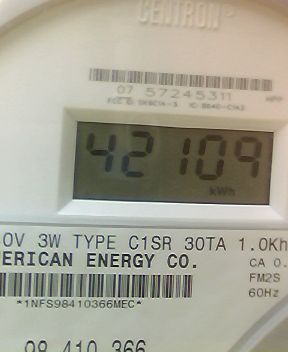 CENTRON®
07 57245311
42109
kWh
0V 3W TYPE C1SR 30TA 1.0Kh
ERICAN ENERGY CO.
CA 0.
FM2S
*1NFS98410366MEC*
60Hz
98 410 366